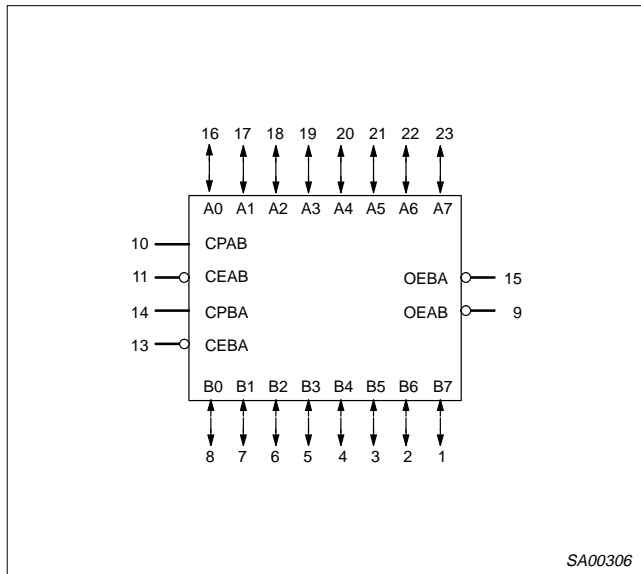 16 17 18 19 20 21 22 23
A0 A1 A2 A3 A4 A5 A6 A7
10 CPAB
11 CEAB OEBA 15
14 CPBA OEAB 9
13 CEBA
B0 B1 B2 B3 B4 B5 B6 B7
8 7 6 5 4 3 2 1
SA00306